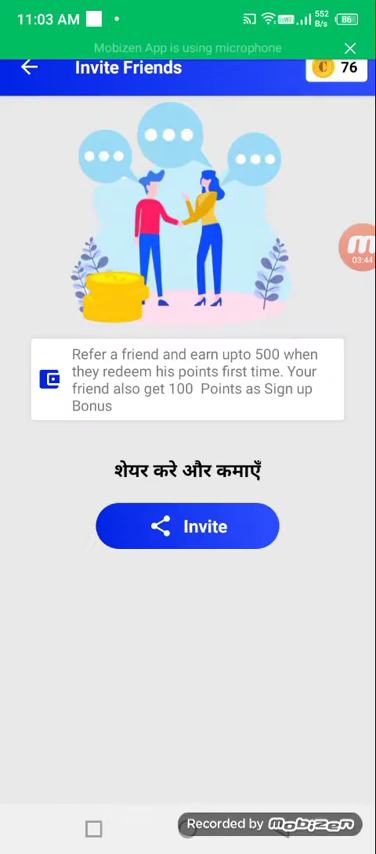 11:03 AM
552
B/s
86
Mobizen App is using microphone
Invite Friends
76
03:44
Refer a friend and earn upto 500 when
they redeem his points first time. Your
friend also get 100 Points as Sign up
Bonus
शेयर करे और कमाएँ
Invite
Recorded by mobizen